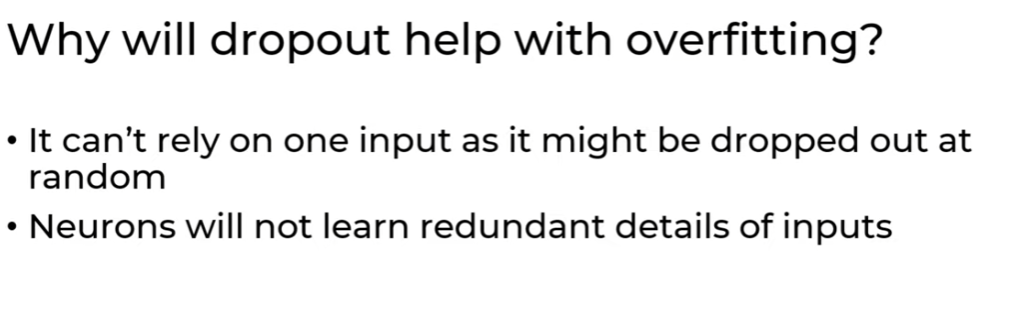 Why will dropout help with overfitting?
• It can’t rely on one input as it might be dropped out at
random
• Neurons will not learn redundant details of inputs